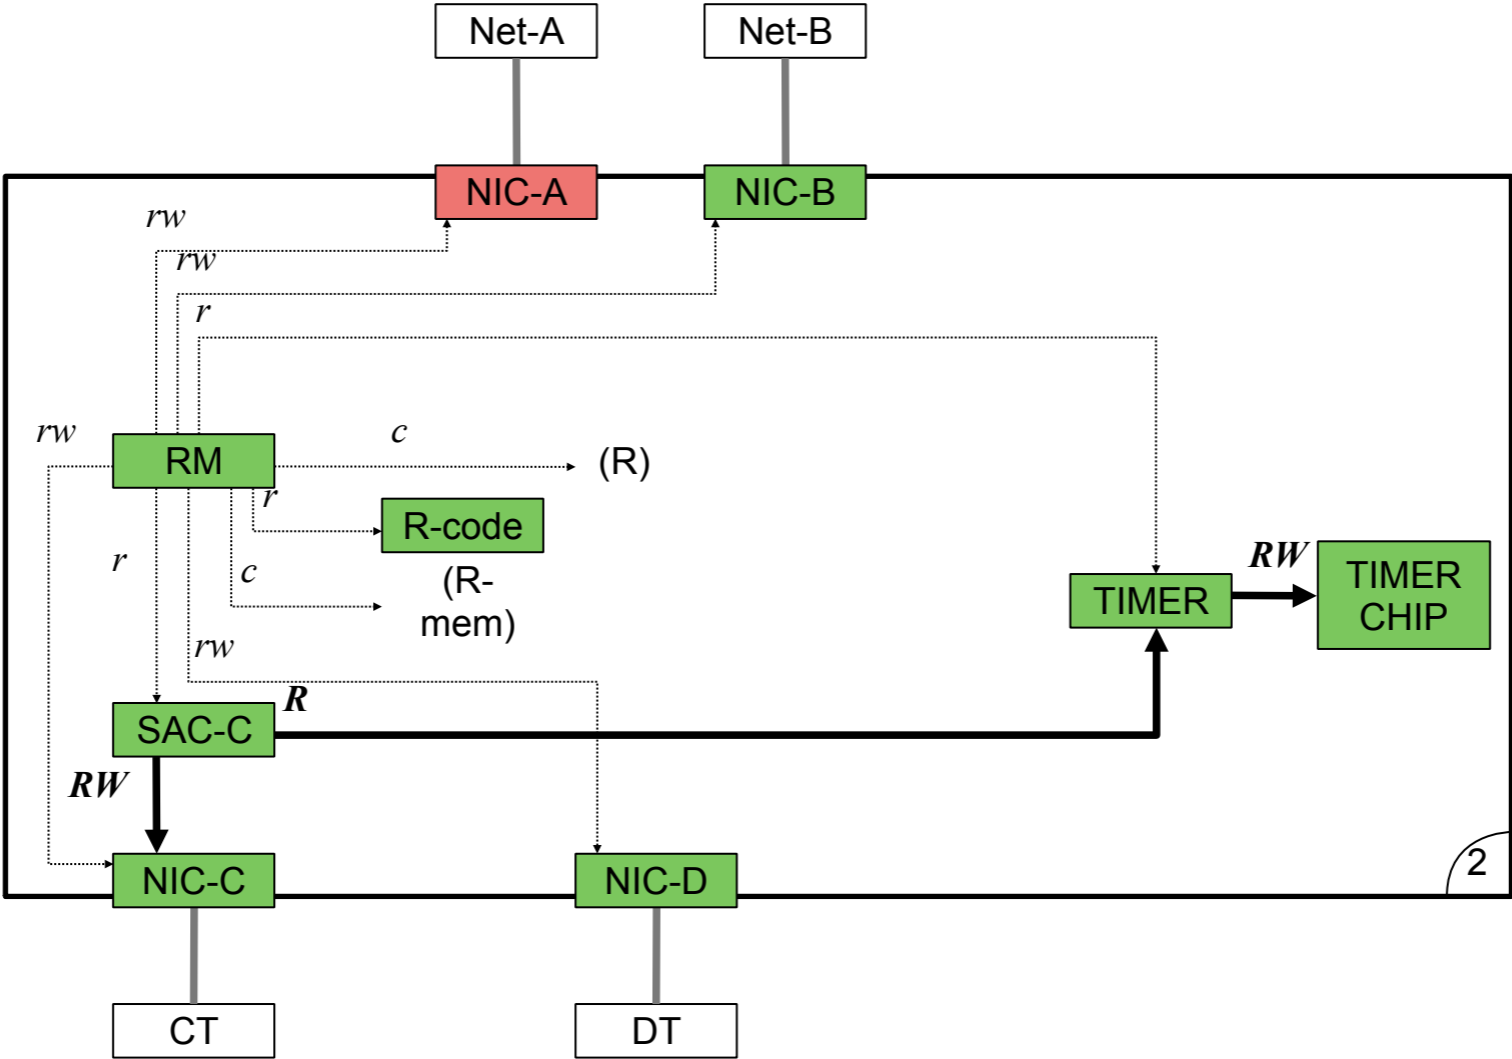 Net-A
Net-B
NIC-A
NIC-B
rw
rw
r
rw
c
RM
(R)
r
R-code
r
c
(R-
mem)
RW
TIMER
CHIP
TIMER
rw
R
SAC-C
RW
NIC-C
NIC-D
2
CT
DT